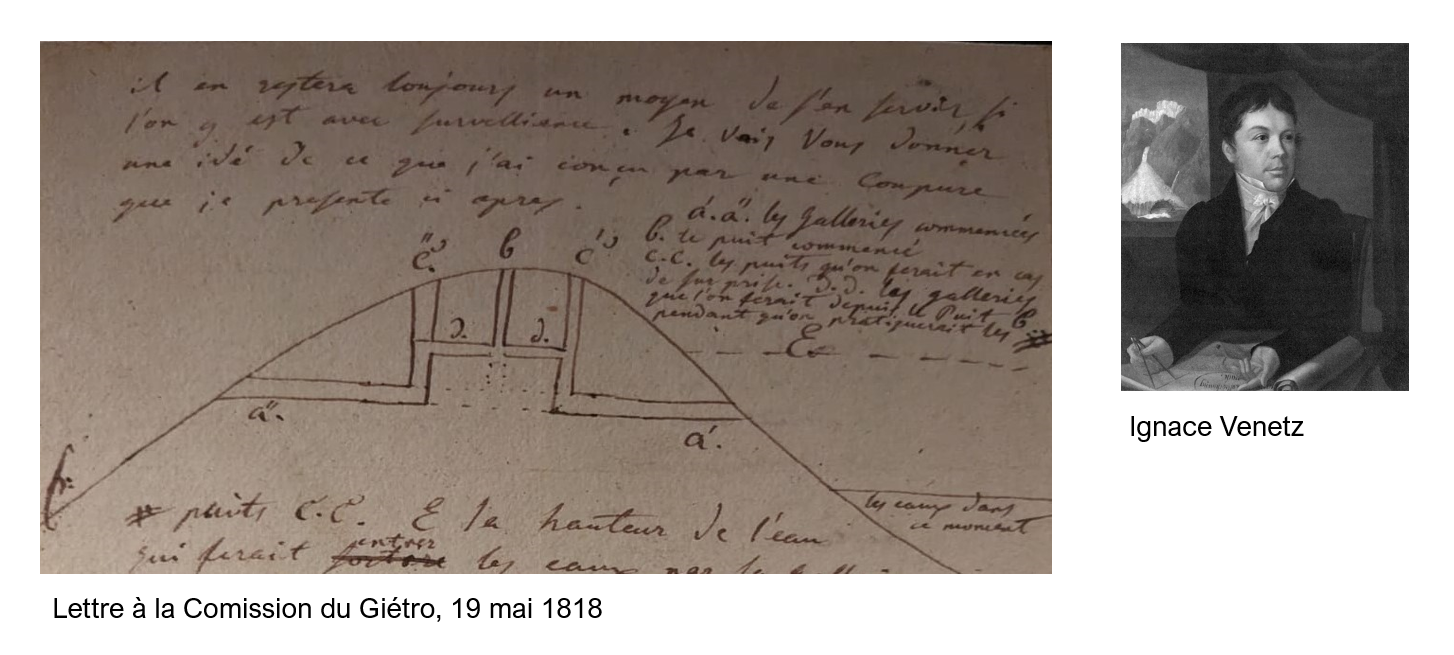 il en restera toujours un moyen de s'en servir, si
l'on y est avec survellience. Je vais vous donner
une idé de ce que j'ai conçu par une Coupure
que je presente ci apres.
á.a". les Galleries commencées
b. le puit commencé
c.c. les puits qu'on ferait en cas
de surprise. d.d. les galleries
que l'on ferait depuis le Puit b
pendant qu'on pratiquerait les #
c". b c'
d. d.
E
a". a'.
les eaux dans
ce moment
# puits c.c. E la hauteur de l'eau
entrer
qui ferait les eaux par la
Lettre à la Comission du Giétro, 19 mai 1818
Ignace Venetz